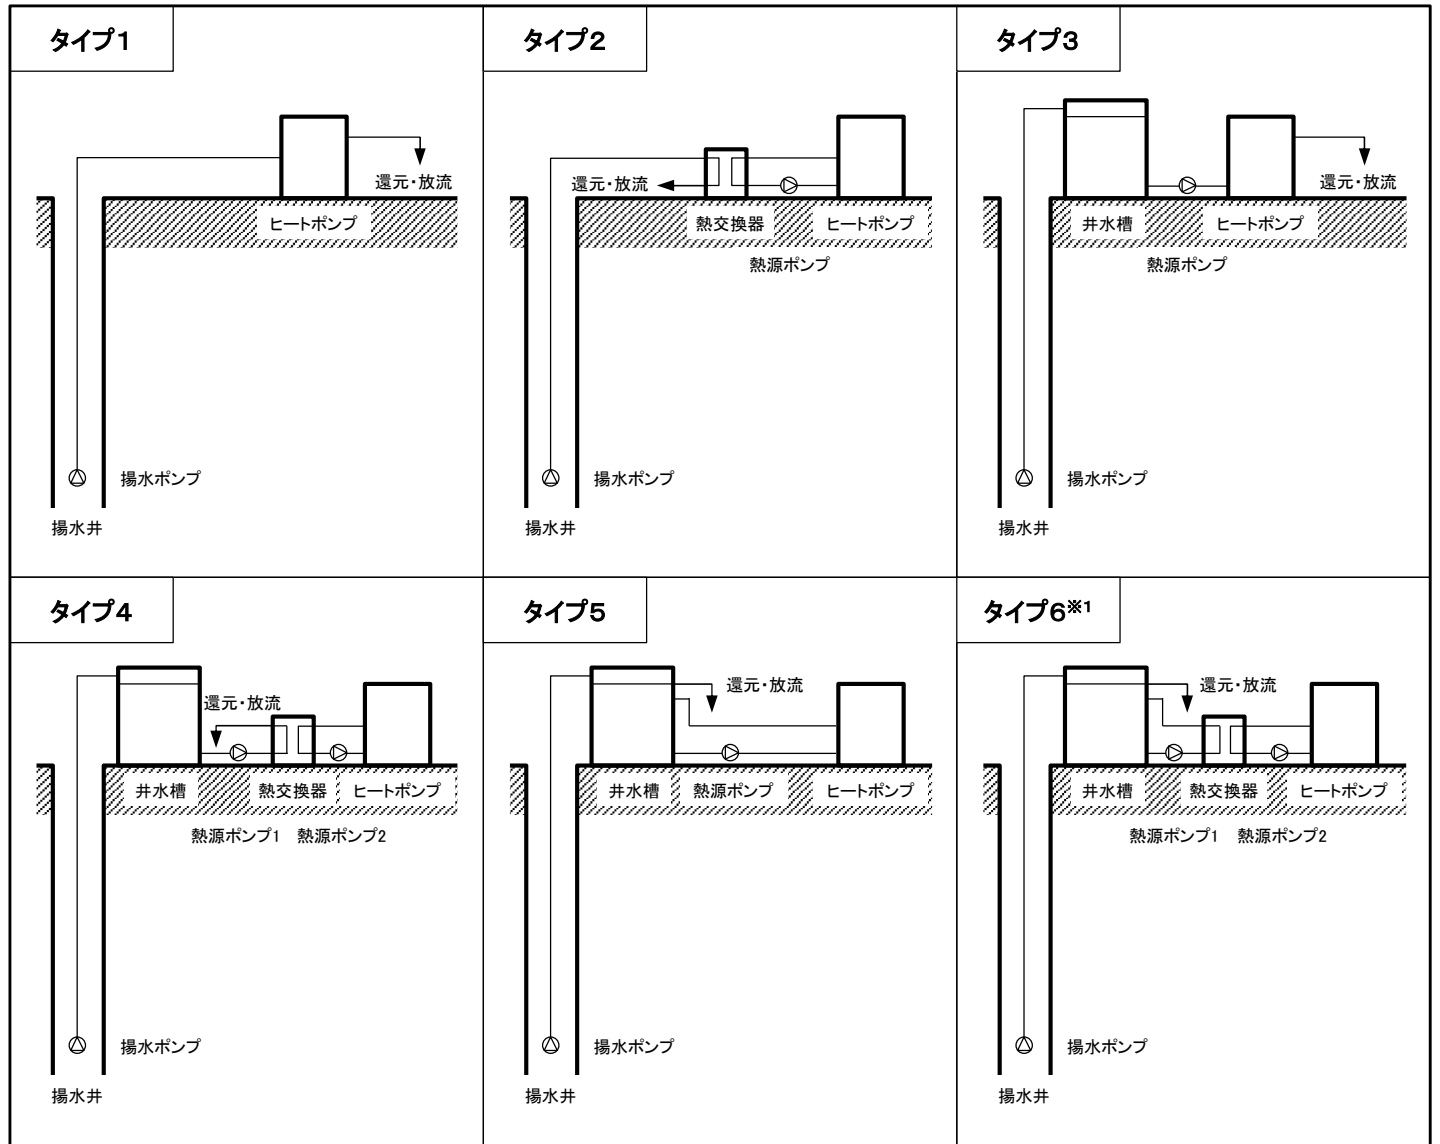 タイプ1
還元・放流
ヒートポンプ
揚水ポンプ
揚水井
タイプ2
還元・放流
熱交換器
ヒートポンプ
熱源ポンプ
揚水ポンプ
揚水井
タイプ3
還元・放流
井水槽
ヒートポンプ
熱源ポンプ
揚水ポンプ
揚水井
タイプ4
還元・放流
井水槽
熱交換器
ヒートポンプ
熱源ポンプ1 熱源ポンプ2
揚水ポンプ
揚水井
タイプ5
還元・放流
井水槽
熱源ポンプ
ヒートポンプ
揚水ポンプ
揚水井
タイプ6※1
還元・放流
井水槽
熱交換器
ヒートポンプ
熱源ポンプ1 熱源ポンプ2
揚水ポンプ
揚水井